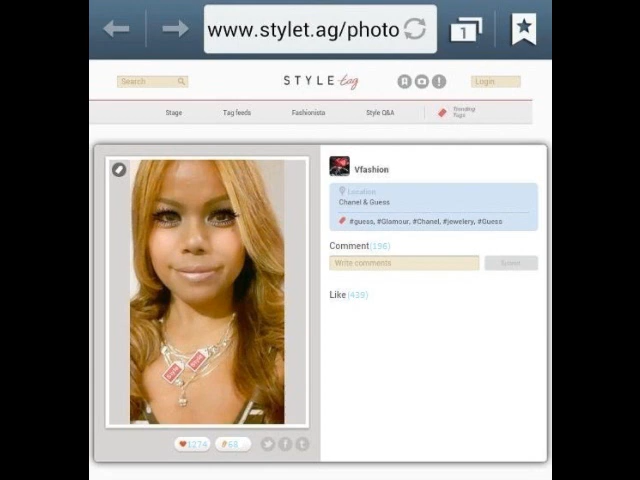 www.stylet.ag/photo
1
Search
STYLE tag
Login
Stage
Tag feeds
Fashionista
Style Q&A
Trending
Tags
Vfashion
Location
Chanel & Guess
#guess, #Glamour, #Chanel, #jewelery, #Guess
Comment(196)
Write comments
Submit
Like(439)
1274
68